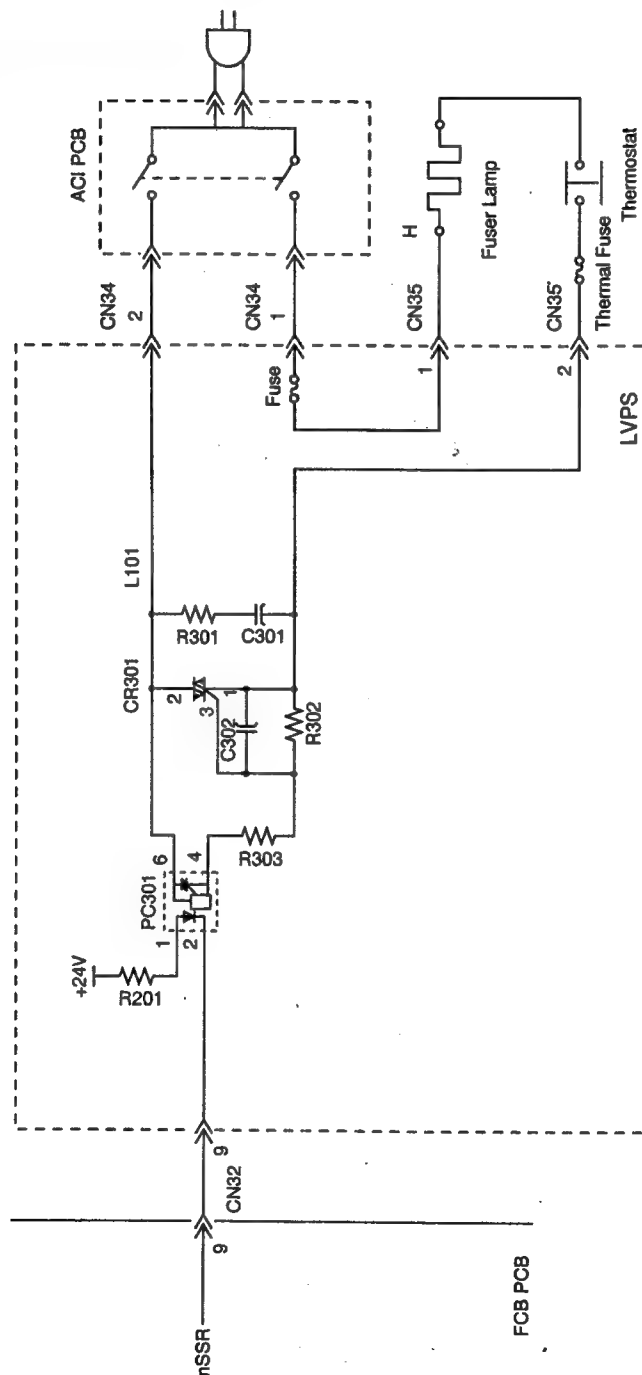 nSSR
9
FCB PCB
CN32
9
+24V
R201
1
2
PC301
6
4
R303
CR301
2
3
1
C302
R302
R301
C301
L101
Fuse
LVPS
CN34
2
CN34
1
CN35
1
CN35
2
ACI PCB
H
Fuser Lamp
Thermal Fuse
Thermostat